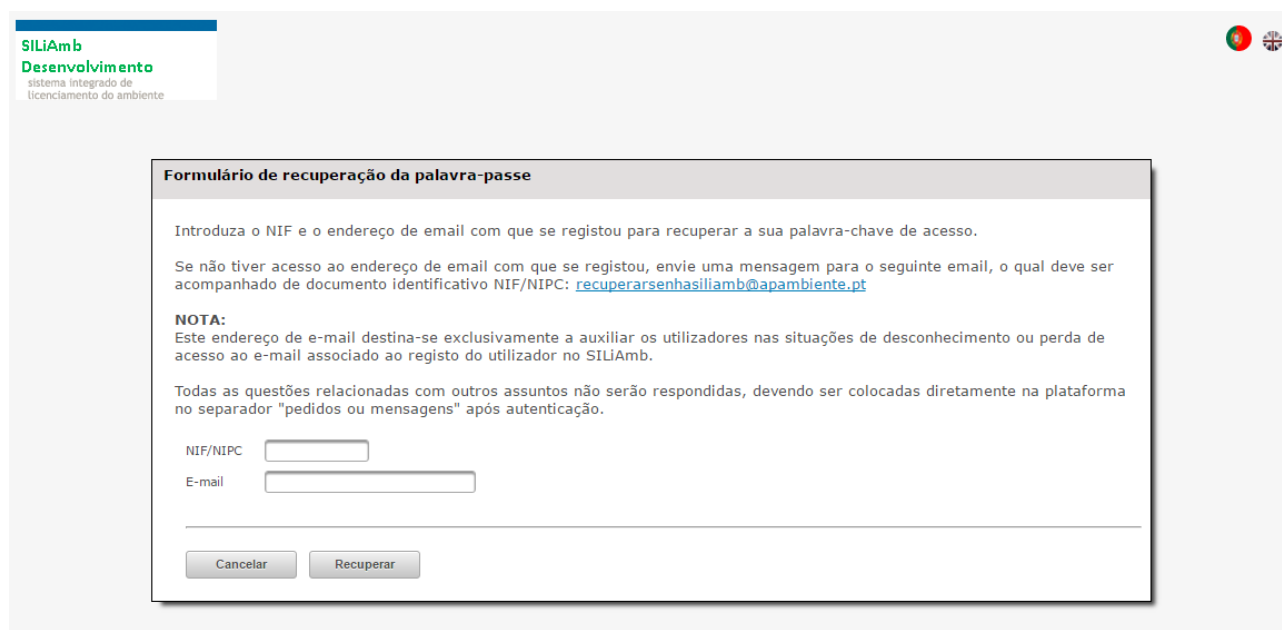 SILiAmb
Desenvolvimento
sistema integrado de
licenciamento do ambiente
Formulário de recuperação da palavra-passe
Introduza o NIF e o endereço de email com que se registou para recuperar a sua palavra-chave de acesso.
Se não tiver acesso ao endereço de email com que se registou, envie uma mensagem para o seguinte email, o qual deve ser
acompanhado de documento identificativo NIF/NIPC: recuperarsenhasiliamb@apambiente.pt
NOTA:
Este endereço de e-mail destina-se exclusivamente a auxiliar os utilizadores nas situações de desconhecimento ou perda de
acesso ao e-mail associado ao registo do utilizador no SILiAmb.
Todas as questões relacionadas com outros assuntos não serão respondidas, devendo ser colocadas diretamente na plataforma
no separador "pedidos ou mensagens" após autenticação.
NIF/NIPC
E-mail
Cancelar Recuperar